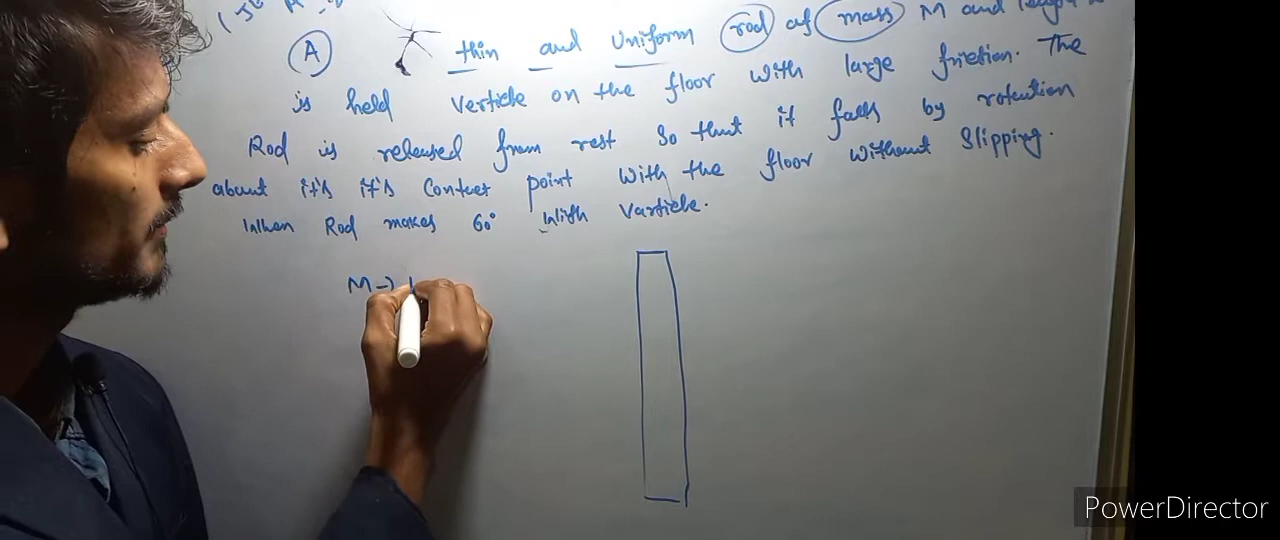 A thin and Uniform rod of mass M and length
is held Verticle on the floor with large friction. The
Rod is released from rest So that it falls by rotation
about it's it's Contact point with the floor without Slipping.
When Rod makes 60° with Varticle.
M →
PowerDirector